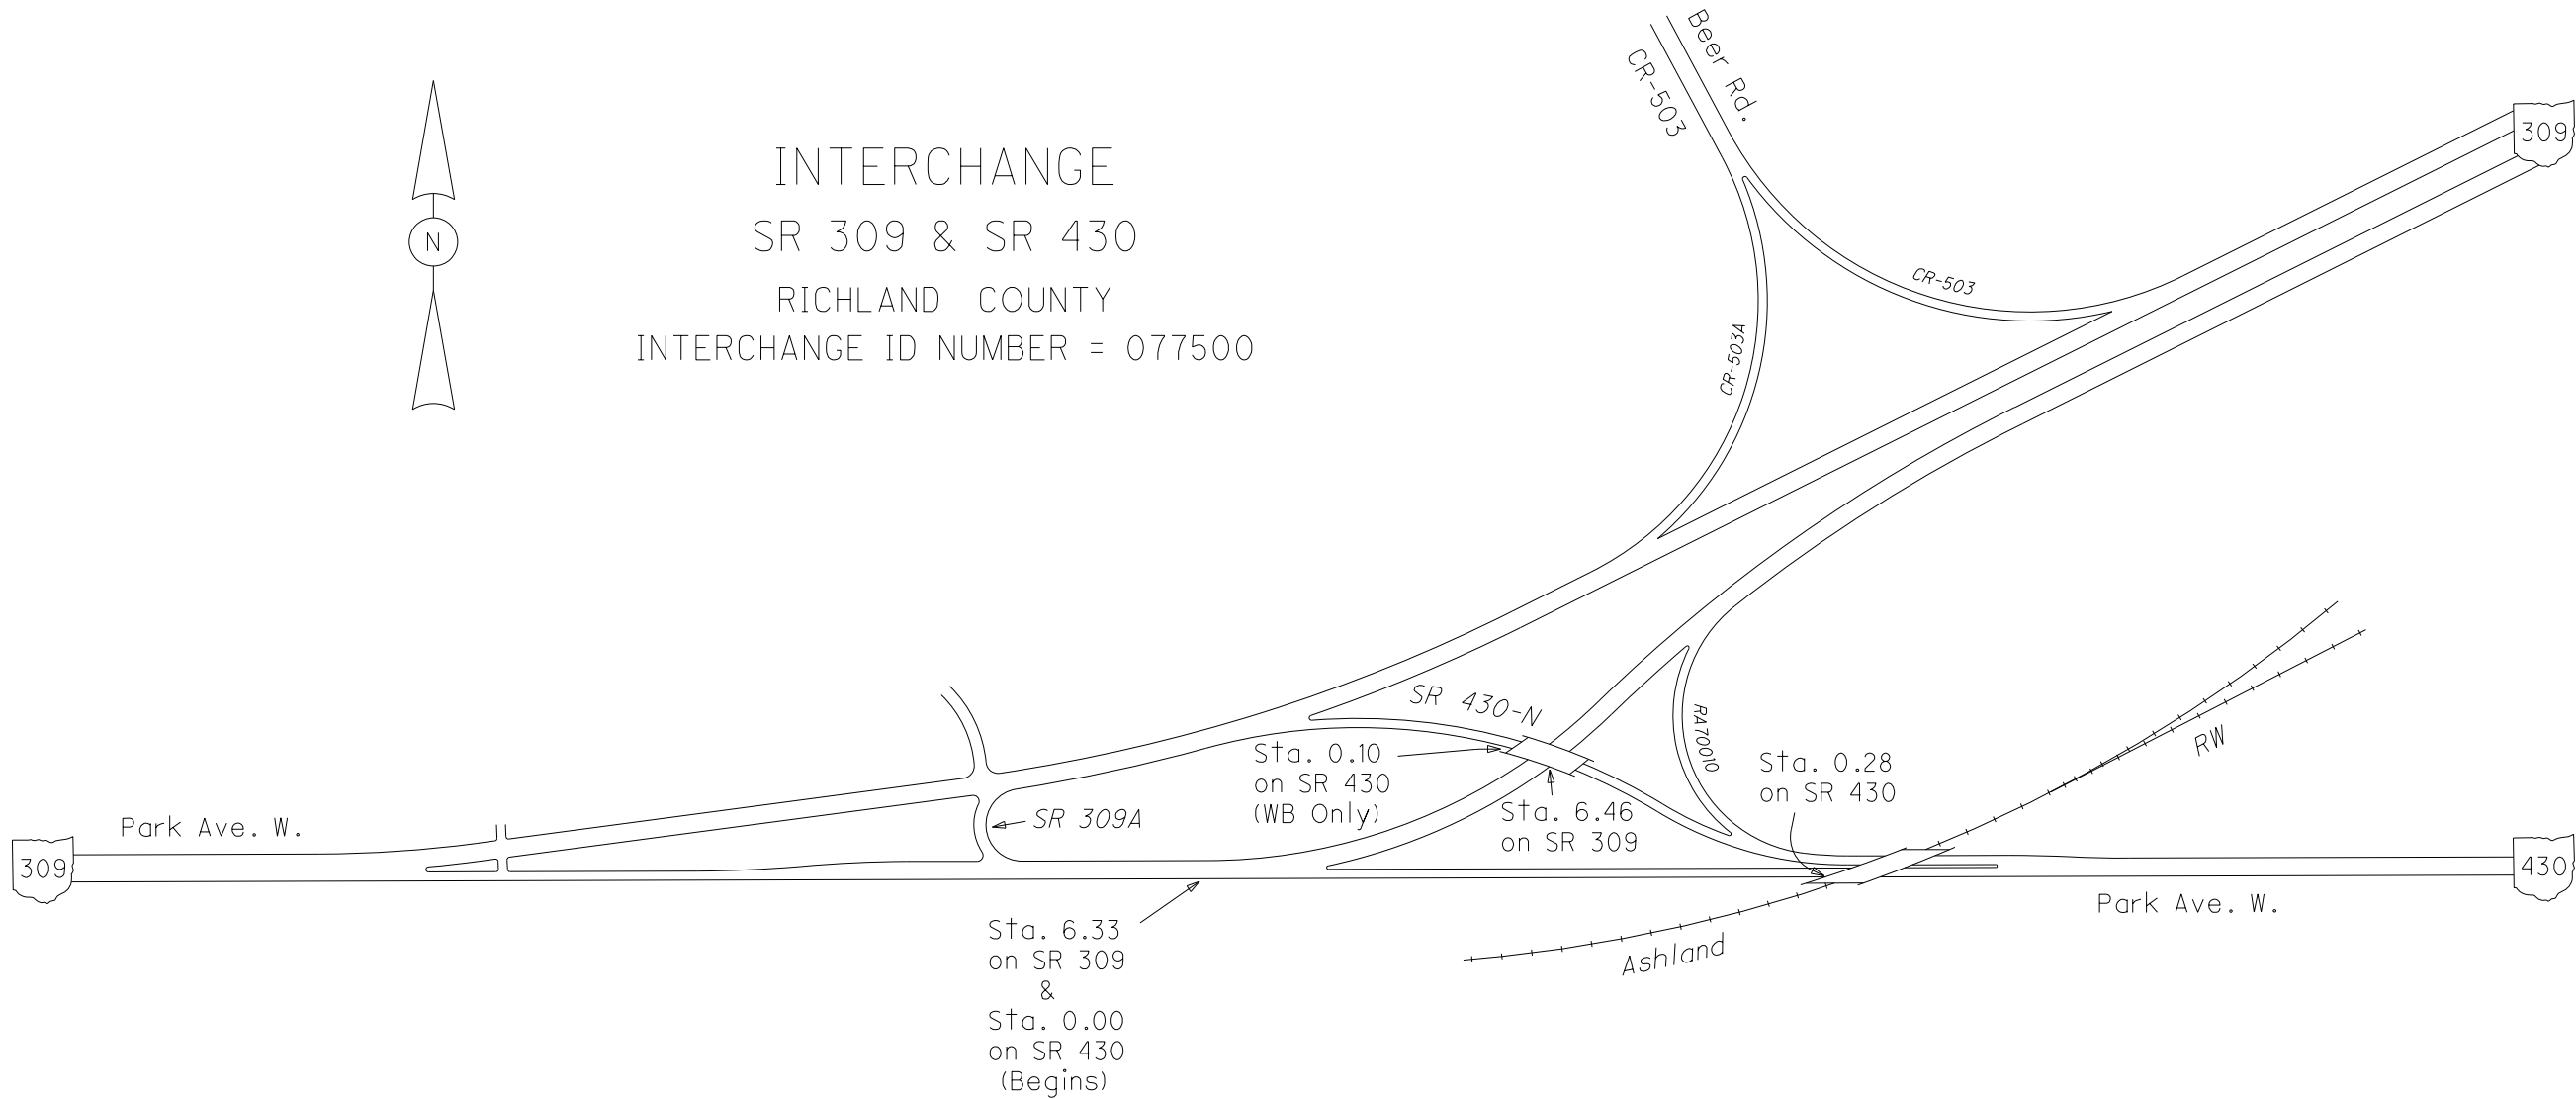 Beer Rd.
CR-503
309
INTERCHANGE
SR 309 & SR 430
RICHLAND COUNTY
INTERCHANGE ID NUMBER = 077500
N
CR-503
CR-503A
SR 430-N
RA70010
RW
Sta. 0.10
on SR 430
(WB Only)
Sta. 6.46
on SR 309
Sta. 0.28
on SR 430
SR 309A
Park Ave. W.
309
430
Park Ave. W.
Ashland
Sta. 6.33
on SR 309
&
Sta. 0.00
on SR 430
(Begins)